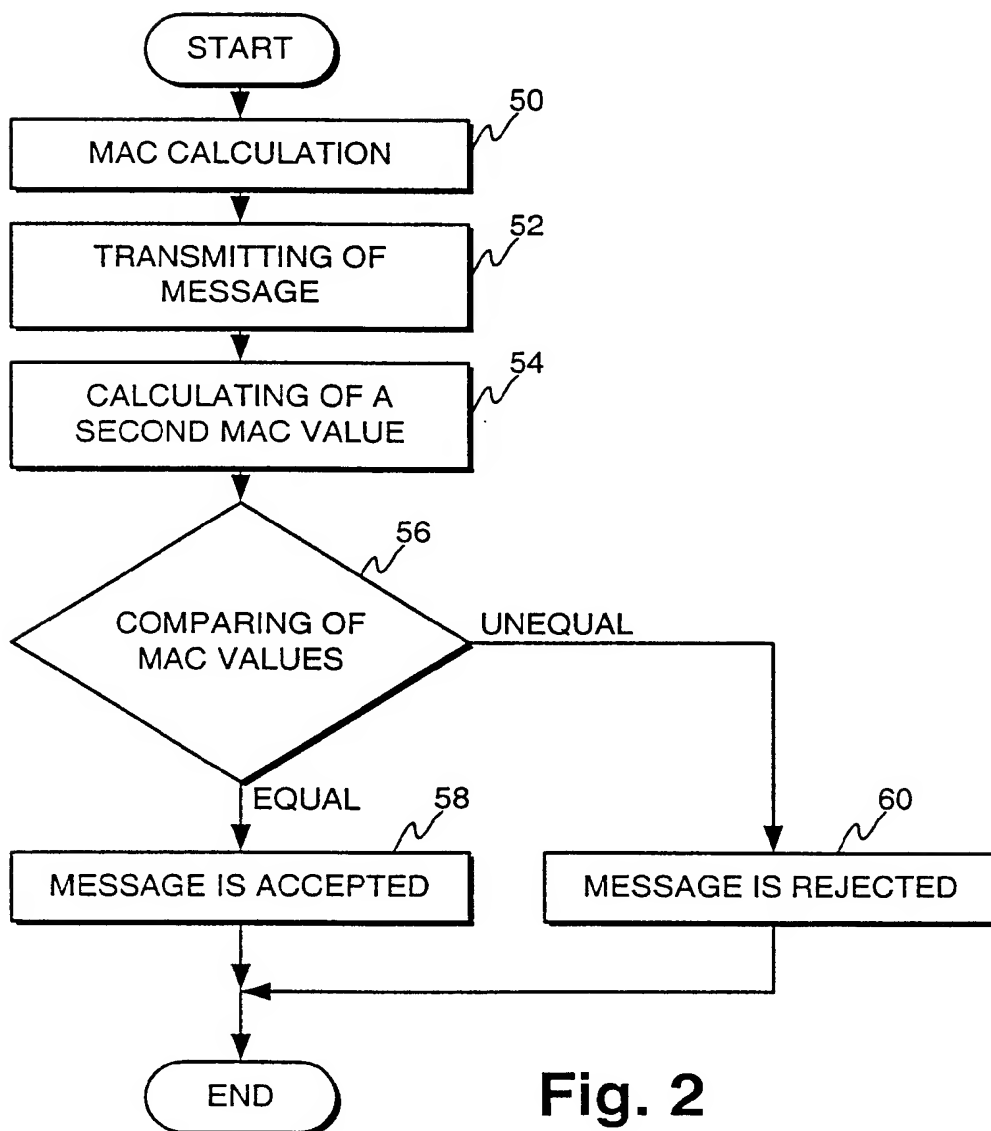 START
50
MAC CALCULATION
52
TRANSMITTING OF
MESSAGE
54
CALCULATING OF A
SECOND MAC VALUE
56
COMPARING OF
MAC VALUES
UNEQUAL
EQUAL
58
60
MESSAGE IS ACCEPTED
MESSAGE IS REJECTED
END
Fig. 2